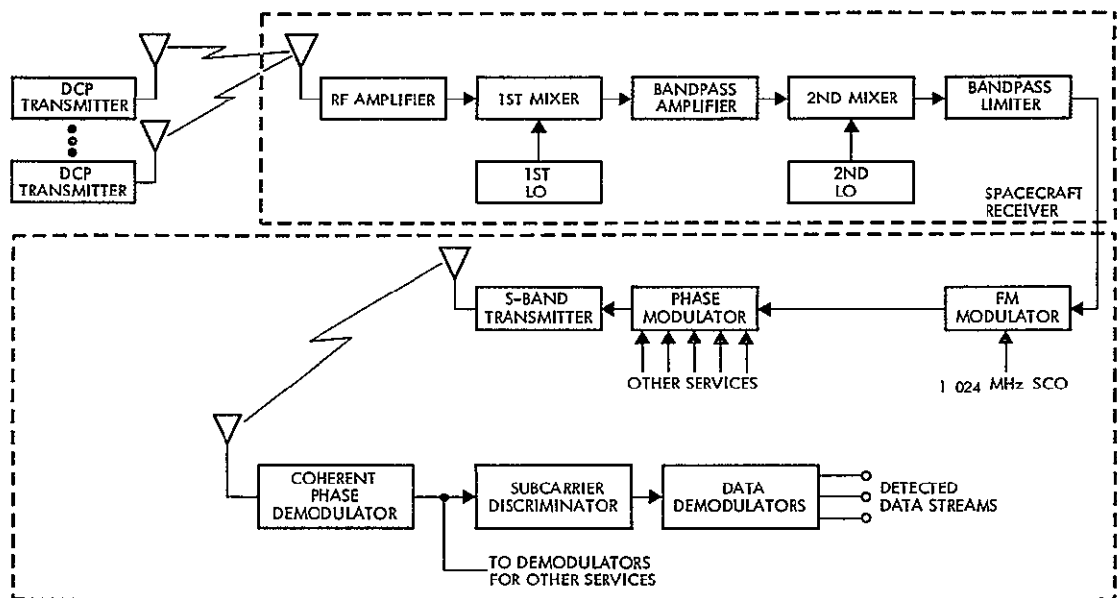 DCP
TRANSMITTER
DCP
TRANSMITTER
RF AMPLIFIER
1ST MIXER
BANDPASS
AMPLIFIER
2ND MIXER
BANDPASS
LIMITER
1ST
LO
2ND
LO
SPACECRAFT
RECEIVER
S-BAND
TRANSMITTER
PHASE
MODULATOR
FM
MODULATOR
OTHER SERVICES
1 024 MHz SCO
COHERENT
PHASE
DEMODULATOR
SUBCARRIER
DISCRIMINATOR
DATA
DEMODULATORS
DETECTED
DATA STREAMS
TO DEMODULATORS
FOR OTHER SERVICES